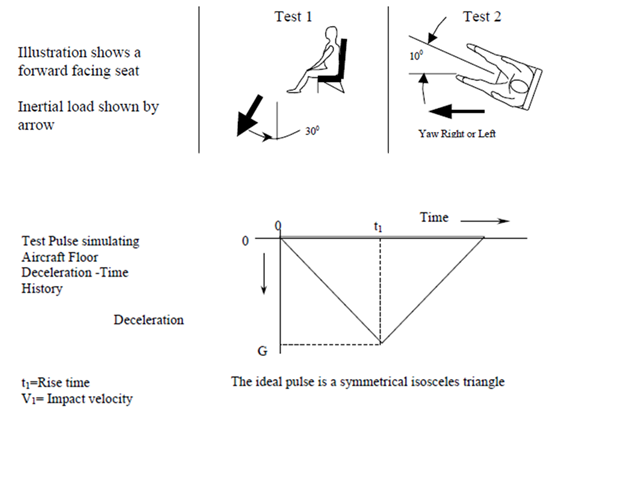 Test 1
Test 2
Illustration shows a
forward facing seat
Inertial load shown by
arrow
30⁰
10⁰
Yaw Right or Left
Test Pulse simulating
Aircraft Floor
Deceleration -Time
History
Deceleration
0
0
t₁
Time
G
t₁=Rise time
V₁= Impact velocity
The ideal pulse is a symmetrical isosceles triangle